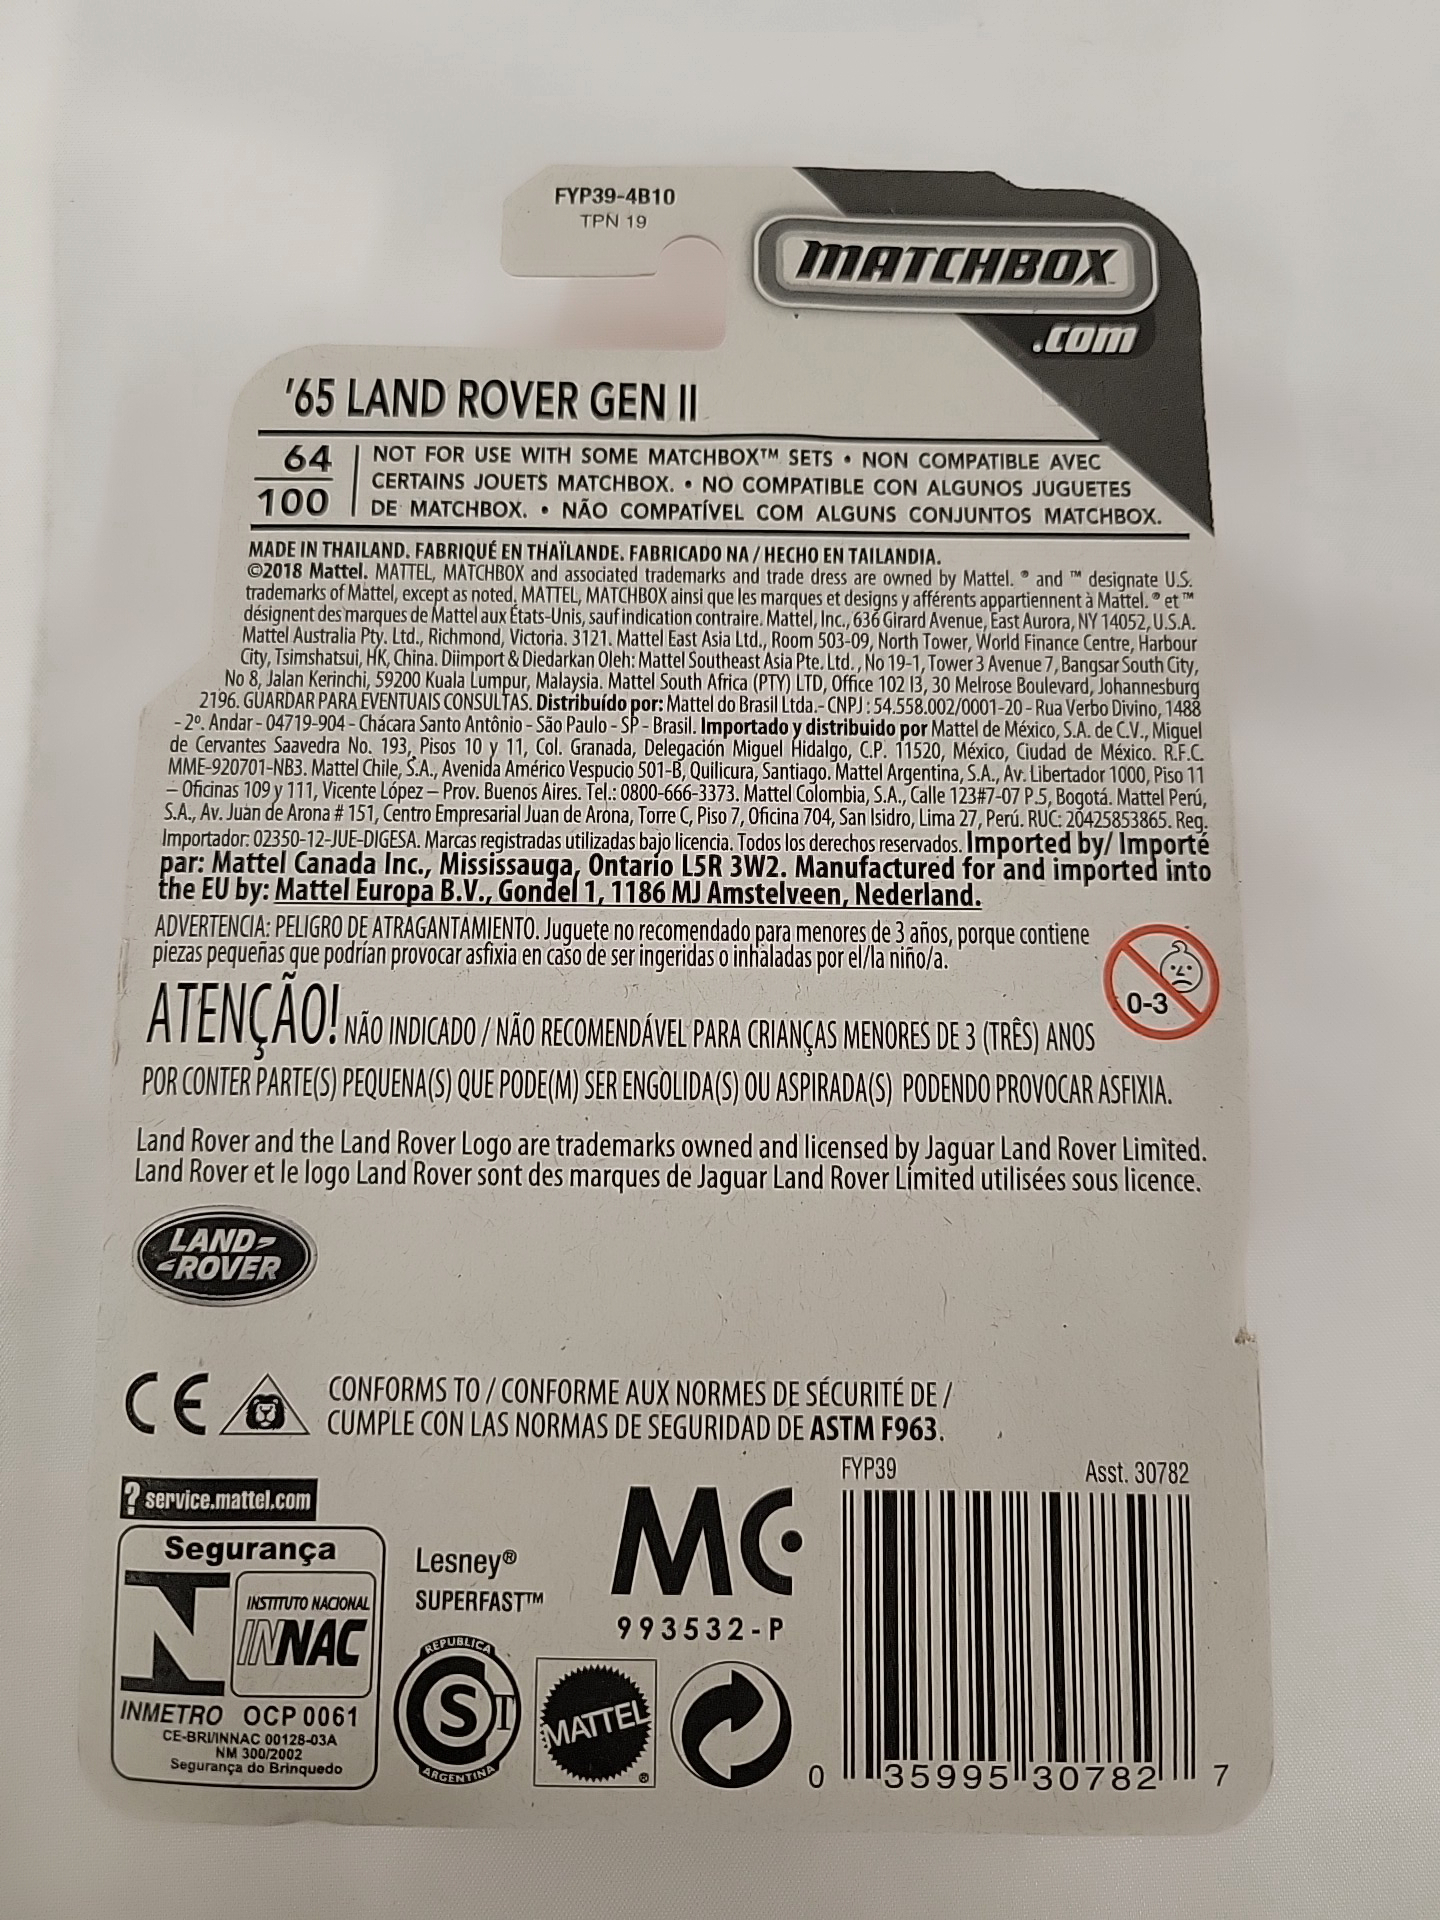 FYP39-4B10
TPN 19
MATCHBOX™
.com
'65 LAND ROVER GEN II
64
100
NOT FOR USE WITH SOME MATCHBOX™ SETS • NON COMPATIBLE AVEC
CERTAINS JOUETS MATCHBOX. • NO COMPATIBLE CON ALGUNOS JUGUETES
DE MATCHBOX. • NÃO COMPATÍVEL COM ALGUNS CONJUNTOS MATCHBOX.
MADE IN THAILAND. FABRIQUÉ EN THAÏLANDE. FABRICADO NA / HECHO EN TAILANDIA.
©2018 Mattel. MATTEL, MATCHBOX and associated trademarks and trade dress are owned by Mattel. ® and ™ designate U.S.
trademarks of Mattel, except as noted. MATTEL, MATCHBOX ainsi que les marques et designs y afférents appartiennent à Mattel. ® et ™
désignent des marques de Mattel aux États-Unis, sauf indication contraire. Mattel, Inc., 636 Girard Avenue, East Aurora, NY 14052, U.S.A.
Mattel Australia Pty. Ltd., Richmond, Victoria. 3121. Mattel East Asia Ltd., Room 503-09, North Tower, World Finance Centre, Harbour
City, Tsimshatsui, HK, China. Diimport & Diedarkan Oleh: Mattel Southeast Asia Pte. Ltd., No 19-1, Tower 3 Avenue 7, Bangsar South City,
No 8, Jalan Kerinchi, 59200 Kuala Lumpur, Malaysia. Mattel South Africa (PTY) LTD, Office 102 I3, 30 Melrose Boulevard, Johannesburg
2196. GUARDAR PARA EVENTUAIS CONSULTAS. Distribuído por: Mattel do Brasil Ltda.- CNPJ : 54.558.002/0001-20 - Rua Verbo Divino, 1488
- 2º. Andar - 04719-904 - Chácara Santo Antônio - São Paulo - SP - Brasil. Importado y distribuido por Mattel de México, S.A. de C.V., Miguel
de Cervantes Saavedra No. 193, Pisos 10 y 11, Col. Granada, Delegación Miguel Hidalgo, C.P. 11520, México, Ciudad de México. R.F.C.
MME-920701-NB3. Mattel Chile, S.A., Avenida Américo Vespucio 501-B, Quilicura, Santiago. Mattel Argentina, S.A., Av. Libertador 1000, Piso 11
– Oficinas 109 y 111, Vicente López – Prov. Buenos Aires. Tel.: 0800-666-3373. Mattel Colombia, S.A., Calle 123#7-07 P.5, Bogotá. Mattel Perú,
S.A., Av. Juan de Arona # 151, Centro Empresarial Juan de Arona, Torre C, Piso 7, Oficina 704, San Isidro, Lima 27, Perú. RUC: 20425853865. Reg.
Importador: 02350-12-JUE-DIGESA. Marcas registradas utilizadas bajo licencia. Todos los derechos reservados. Imported by/ Importé
par: Mattel Canada Inc., Mississauga, Ontario L5R 3W2. Manufactured for and imported into
the EU by: Mattel Europa B.V., Gondel 1, 1186 MJ Amstelveen, Nederland.
ADVERTENCIA: PELIGRO DE ATRAGANTAMIENTO. Juguete no recomendado para menores de 3 años, porque contiene
piezas pequeñas que podrían provocar asfixia en caso de ser ingeridas o inhaladas por el/la niño/a.
0-3
ATENÇÃO! NÃO INDICADO / NÃO RECOMENDÁVEL PARA CRIANÇAS MENORES DE 3 (TRÊS) ANOS
POR CONTER PARTE(S) PEQUENA(S) QUE PODE(M) SER ENGOLIDA(S) OU ASPIRADA(S) PODENDO PROVOCAR ASFIXIA.
Land Rover and the Land Rover Logo are trademarks owned and licensed by Jaguar Land Rover Limited.
Land Rover et le logo Land Rover sont des marques de Jaguar Land Rover Limited utilisées sous licence.
LAND
ROVER
CE
CONFORMS TO / CONFORME AUX NORMES DE SÉCURITÉ DE /
CUMPLE CON LAS NORMAS DE SEGURIDAD DE ASTM F963.
FYP39
Asst. 30782
? service.mattel.com
Segurança
INSTITUTO NACIONAL
INNAC
INMETRO OCP 0061
CE-BRI/INNAC 00128-03A
NM 300/2002
Segurança do Brinquedo
Lesney®
SUPERFAST™
MC
993532-P
REPUBLICA
S T
ARGENTINA
MATTEL ®
0 35995 30782 7